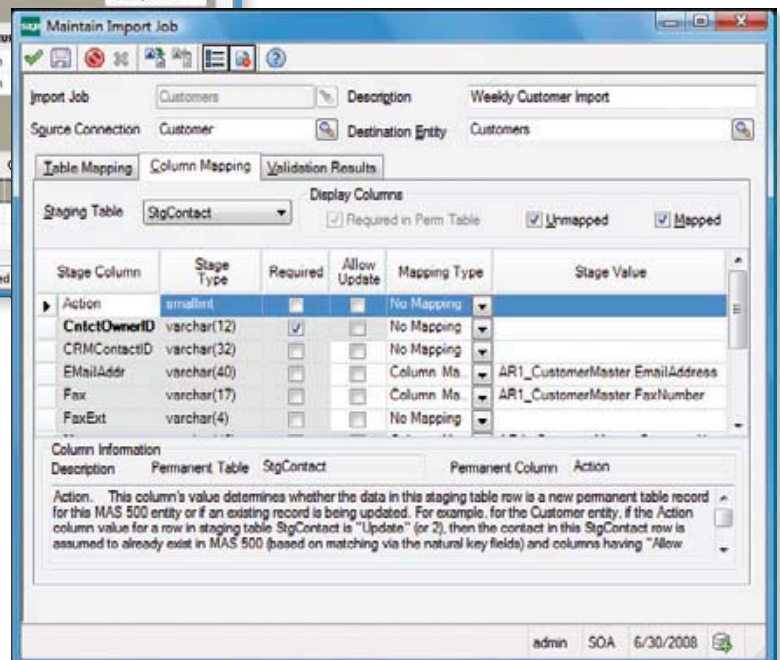 Maintain Import Job
Import Job Customers Description Weekly Customer Import
Source Connection Customer Destination Entity Customers
Table Mapping Column Mapping Validation Results
Display Columns
Staging Table StgContact Required in Perm Table Unmapped Mapped
Stage Column Stage Type Required Allow Update Mapping Type Stage Value
Action smallint No Mapping
CntctOwnerID varchar(12) No Mapping
CRMContactID varchar(32) No Mapping
EMailAddr varchar(40) Column Ma.. AR1_CustomerMaster.EmailAddress
Fax varchar(17) Column Ma.. AR1_CustomerMaster.FaxNumber
FaxExt varchar(4) No Mapping
Column Information
Description Permanent Table StgContact Permanent Column Action
Action. This column's value determines whether the data in this staging table row is a new permanent table record
for this MAS 500 entity or if an existing record is being updated. For example, for the Customer entity, if the Action
column value for a row in staging table StgContact is "Update" (or 2), then the contact in this StgContact row is
assumed to already exist in MAS 500 (based on matching via the natural key fields) and columns having "Allow
admin SOA 6/30/2008